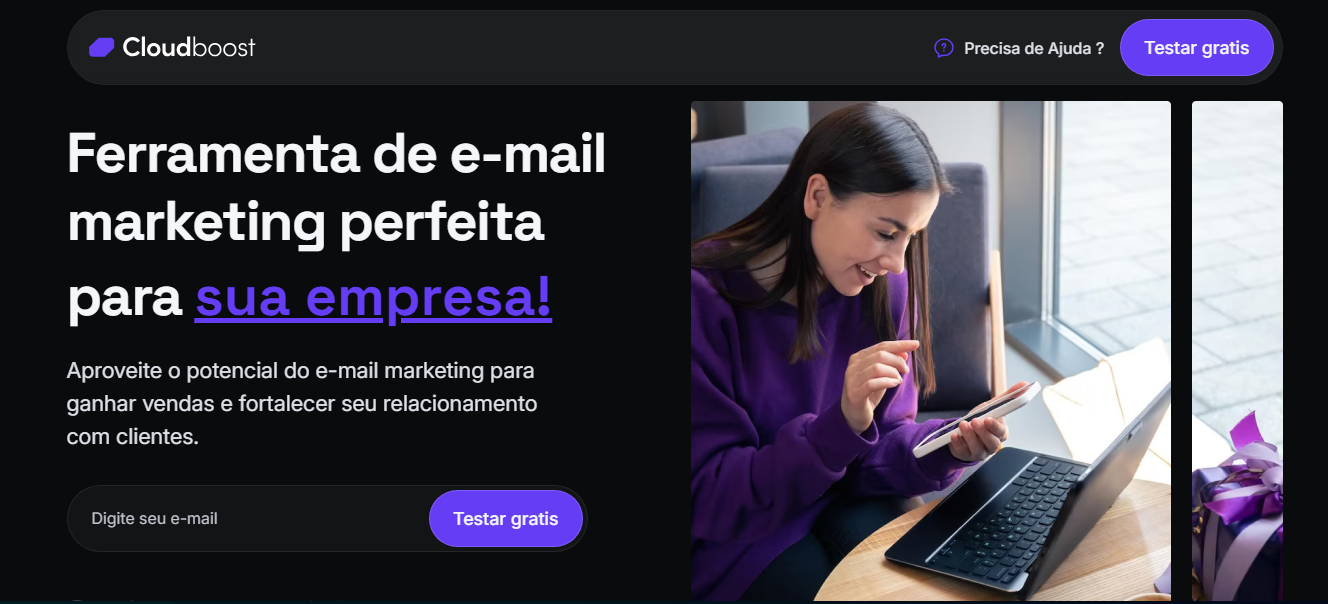 Cloudboost
Precisa de Ajuda ?
Testar gratis
Ferramenta de e-mail
marketing perfeita
para sua empresa!
Aproveite o potencial do e-mail marketing para
ganhar vendas e fortalecer seu relacionamento
com clientes.
Digite seu e-mail
Testar gratis